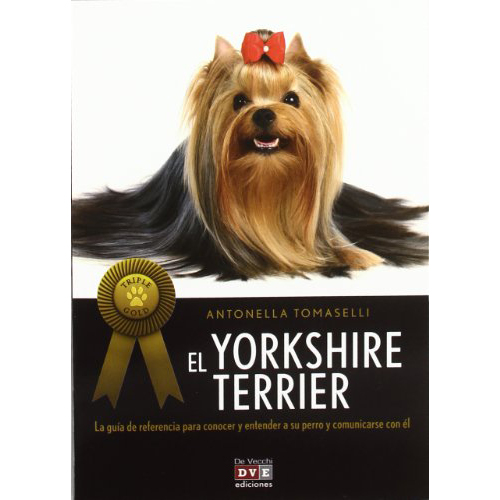 TRIPLE
GOLD
ANTONELLA TOMASELLI
EL YORKSHIRE
TERRIER
La guía de referencia para conocer y entender a su perro y comunicarse con él
De Vecchi
DVE
ediciones